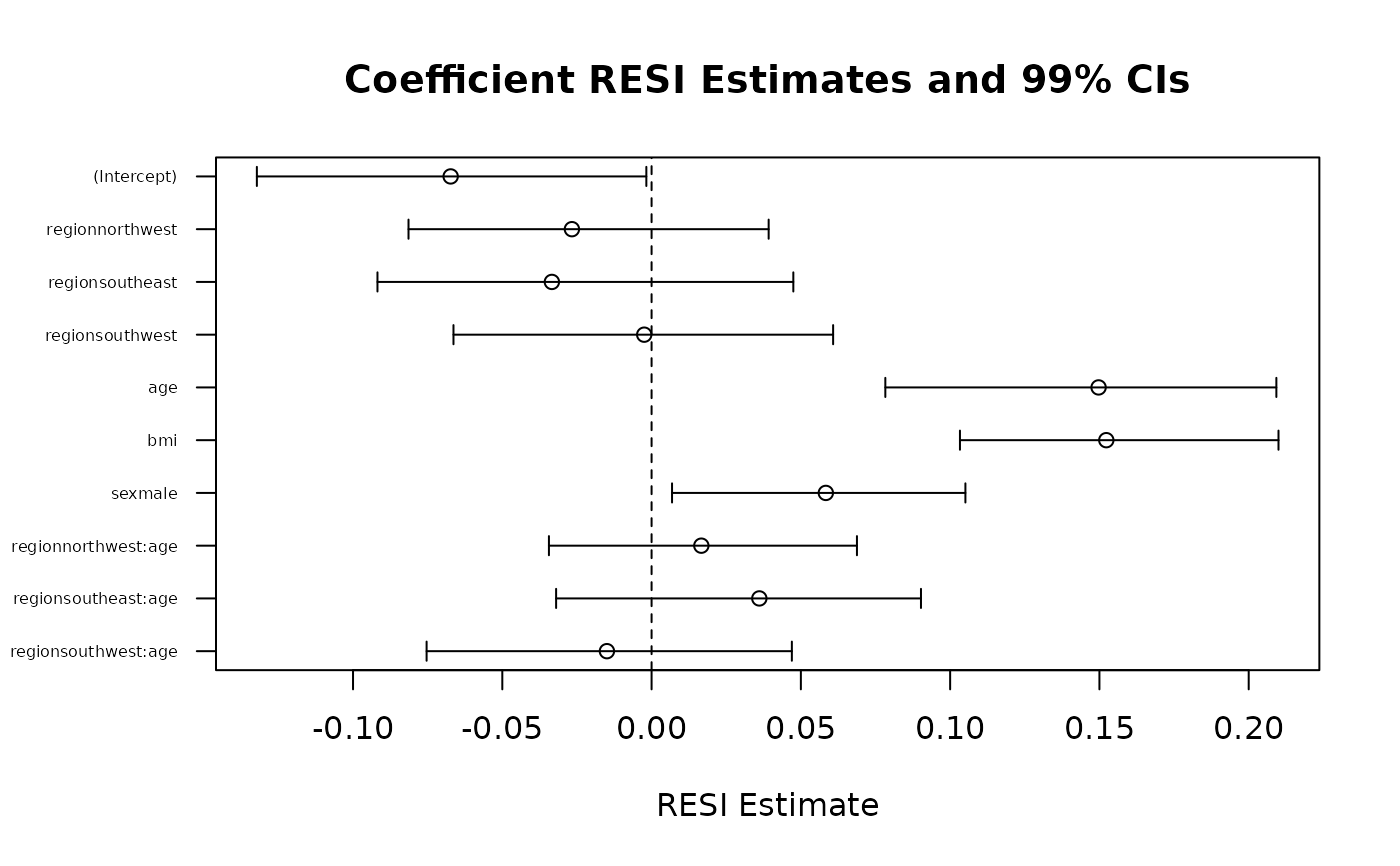 Coefficient RESI Estimates and 99% CIs
(Intercept)
regionnorthwest
regionsoutheast
regionsouthwest
age
bmi
sexmale
regionnorthwest:age
regionsoutheast:age
regionsouthwest:age
-0.10 -0.05 0.00 0.05 0.10 0.15 0.20
RESI Estimate